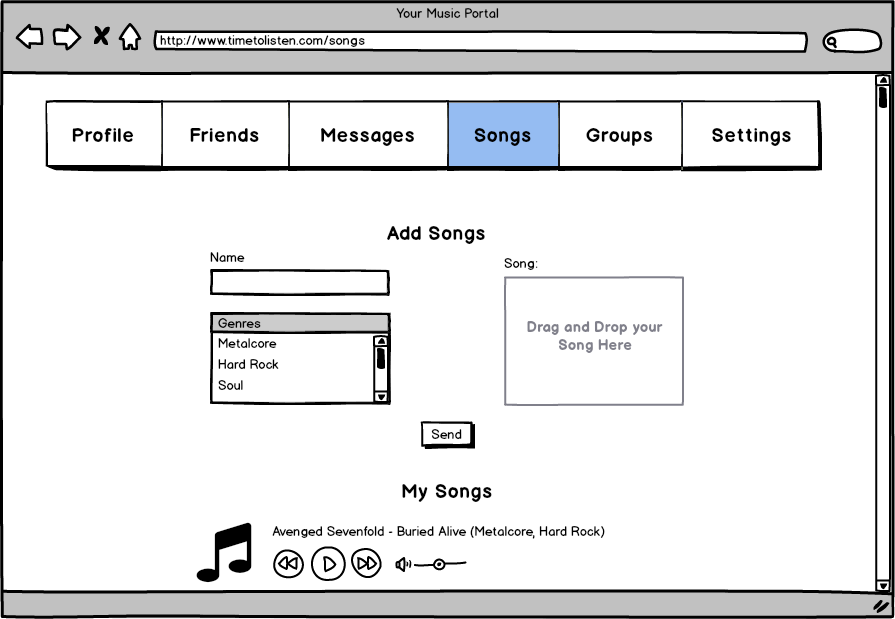 Your Music Portal
http://www.timetolisten.com/songs
Profile Friends Messages Songs Groups Settings
Add Songs
Name
Song:
Genres
Metalcore
Hard Rock
Soul
Drag and Drop your
Song Here
Send
My Songs
Avenged Sevenfold - Buried Alive (Metalcore, Hard Rock)